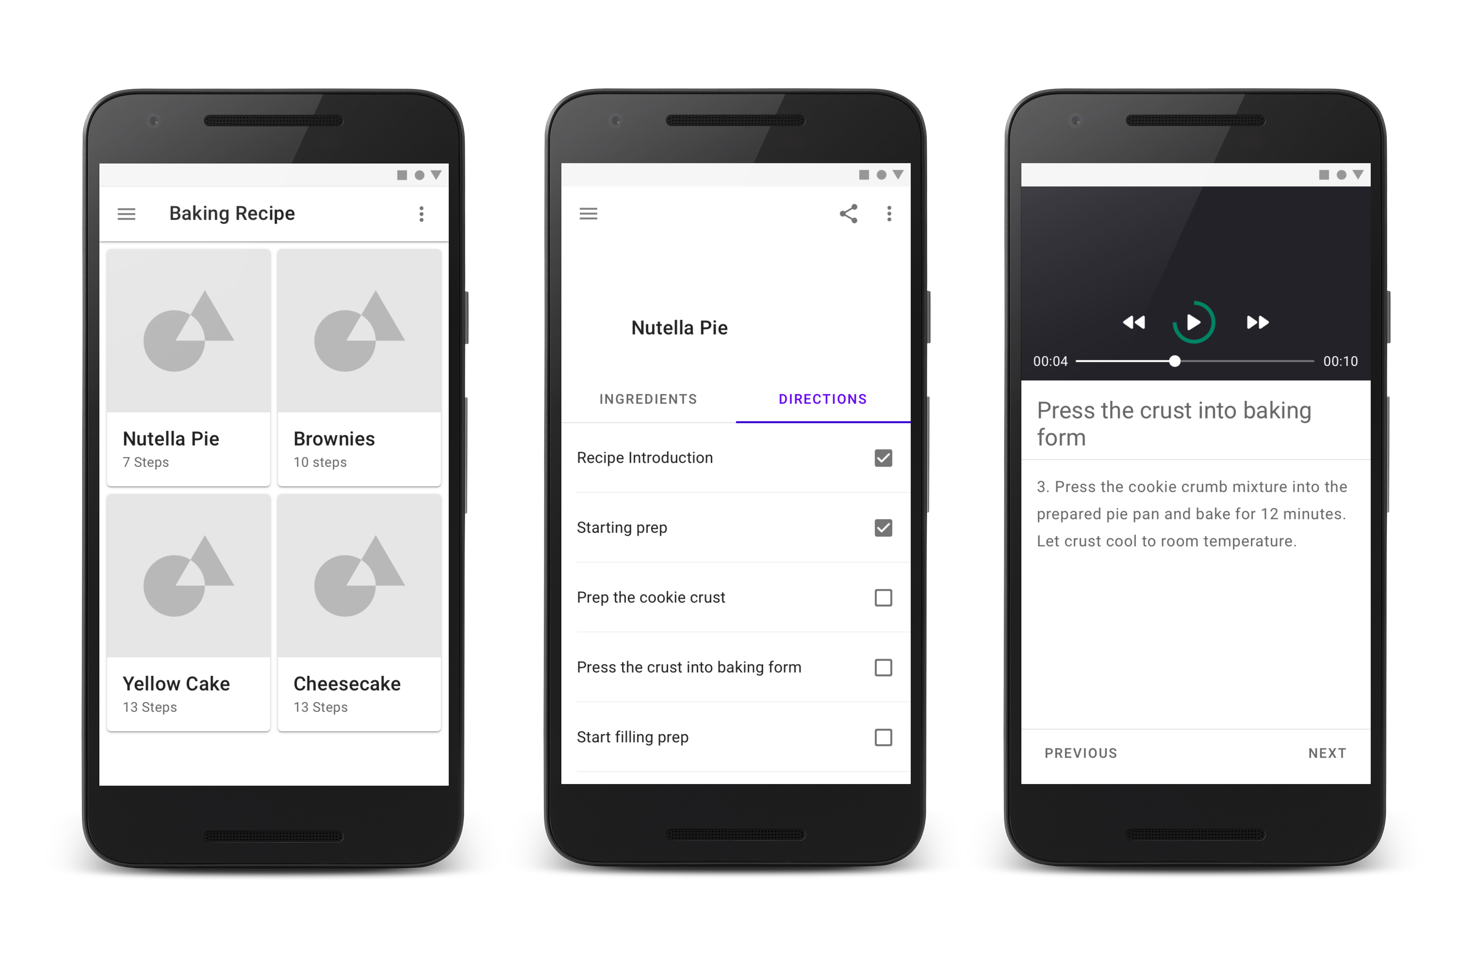 Baking Recipe
Nutella Pie
7 Steps
Brownies
10 steps
Yellow Cake
13 Steps
Cheesecake
13 Steps
Nutella Pie
INGREDIENTS
DIRECTIONS
Recipe Introduction
Starting prep
Prep the cookie crust
Press the crust into baking form
Start filling prep
00:04
00:10
Press the crust into baking
form
3. Press the cookie crumb mixture into the
prepared pie pan and bake for 12 minutes.
Let crust cool to room temperature.
PREVIOUS
NEXT